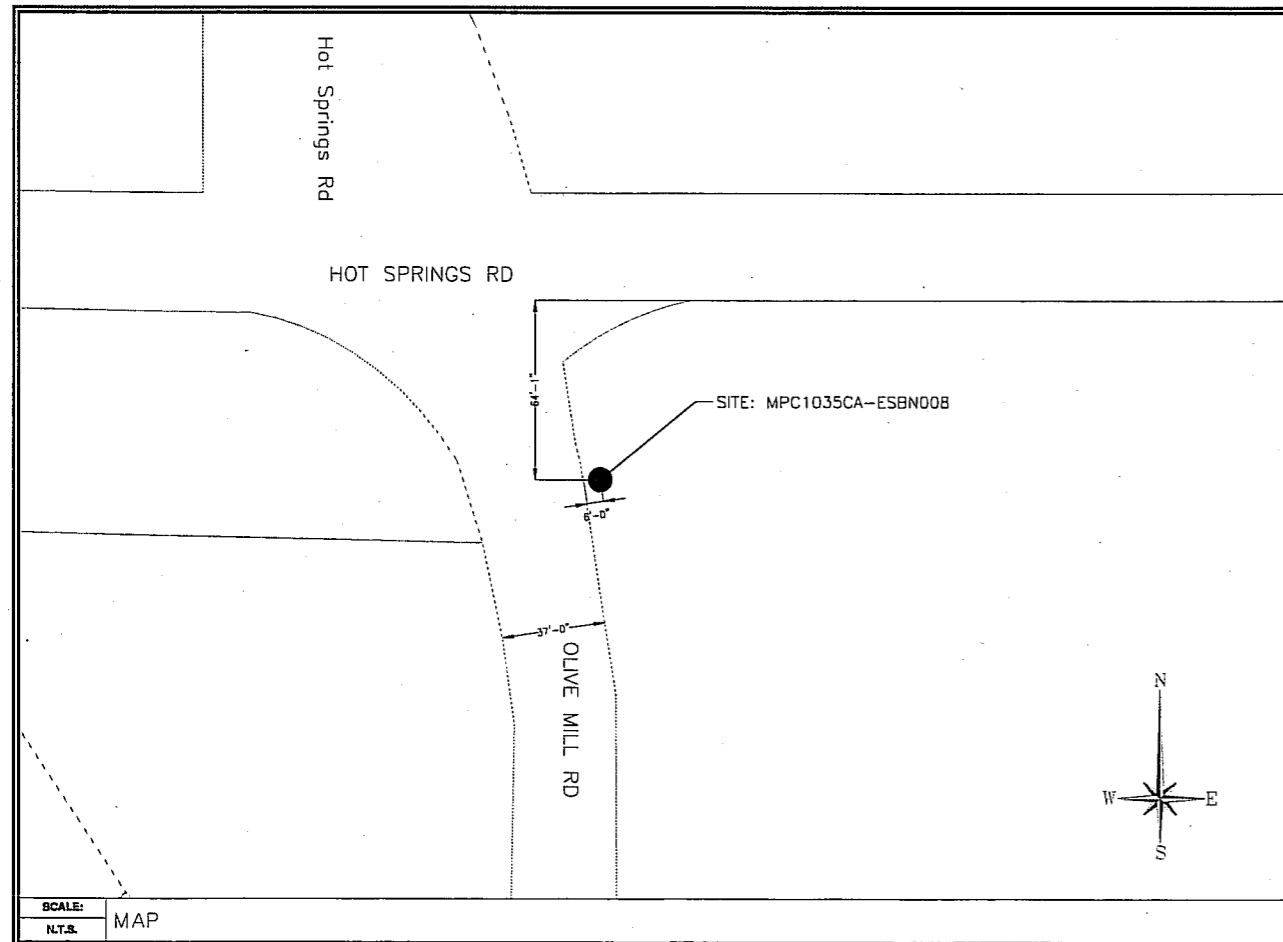 Hot Springs Rd
HOT SPRINGS RD
64'-1"
SITE: MPC1035CA-ESBN008
6'-0"
37'-0"
OLIVE MILL RD
N
W E
S
SCALE:
N.T.S.
MAP